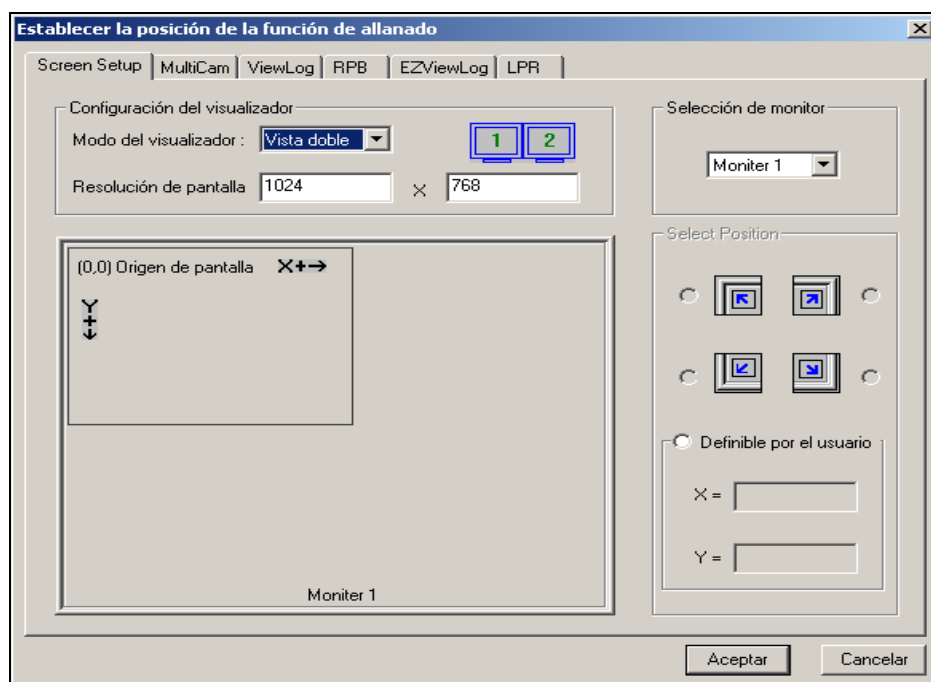 Establecer la posición de la función de allanado
Screen Setup MultiCam ViewLog RPB EZViewLog LPR
Configuración del visualizador
Modo del visualizador : Vista doble
1 2
Resolución de pantalla 1024 X 768
Selección de monitor
Moniter 1
(0,0) Origen de pantalla X+→
Y+↓
Moniter 1
Select Position
Definible por el usuario
X =
Y =
Aceptar Cancelar